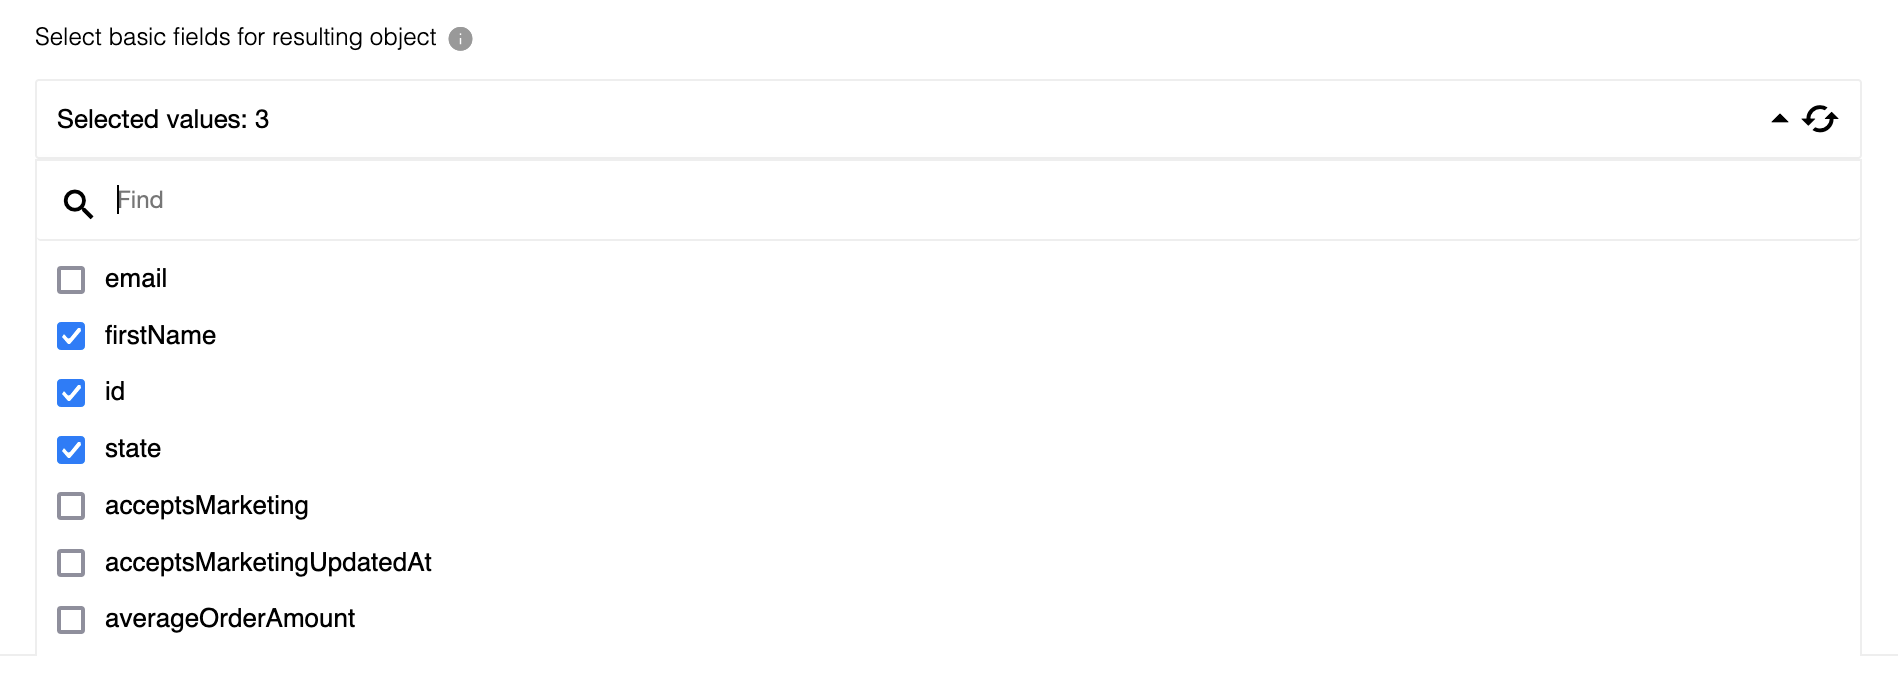 Select basic fields for resulting object
Selected values: 3
Find
email
firstName
id
state
acceptsMarketing
acceptsMarketingUpdatedAt
averageOrderAmount